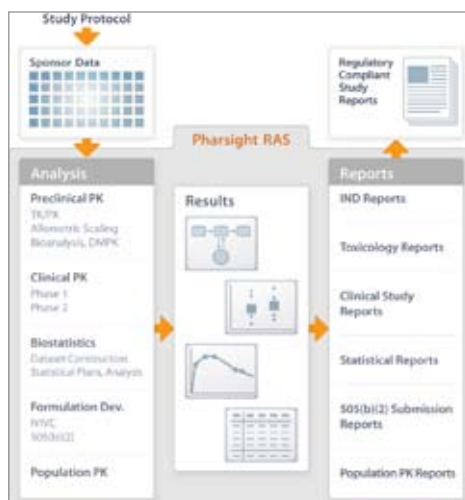 Study Protocol
Sponsor Data
Regulatory
Compliant
Study
Reports
Pharsight RAS
Analysis
Preclinical PK
TK/PK
Allometric Scaling
Bioanalysis, DMPK
Clinical PK
Phase 1
Phase 2
Biostatistics
Dataset Construction
Statistical Plans, Analysis
Formulation Dev.
IVIVC
505(b)(2)
Population PK
Results
Reports
IND Reports
Toxicology Reports
Clinical Study
Reports
Statistical Reports
505(b)(2) Submission
Reports
Population PK Reports